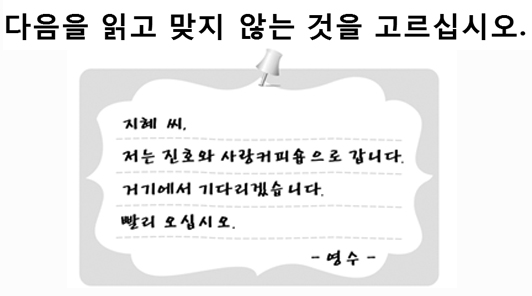 다음을 읽고 맞지 않는 것을 고르십시오.
지혜 씨,
저는 진호와 사랑커피숍으로 갑니다.
거기에서 기다리겠습니다.
빨리 오십시오.
- 영수 -